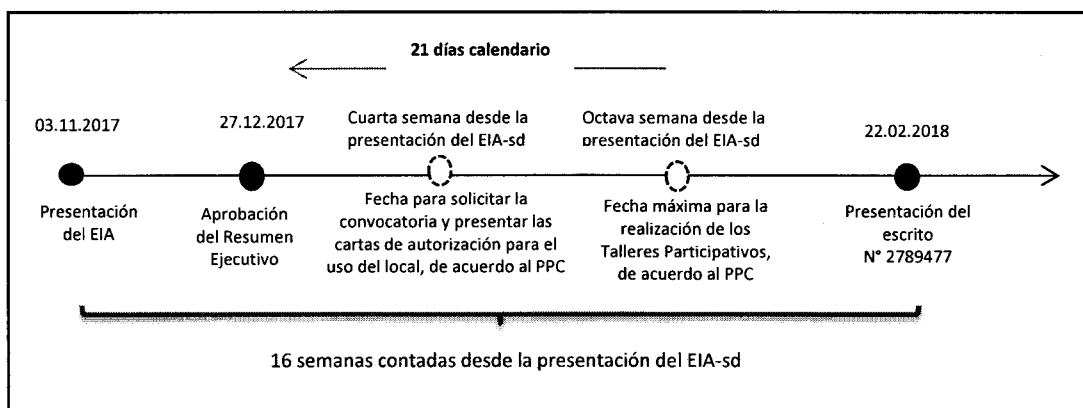 21 días calendario
03.11.2017
27.12.2017
Cuarta semana desde la
presentación del EIA-sd
Octava semana desde la
presentación del EIA-sd
22.02.2018
Presentación
del EIA
Aprobación
del Resumen
Ejecutivo
Fecha para solicitar la
convocatoria y presentar las
cartas de autorización para el
uso del local, de acuerdo al PPC
Fecha máxima para la
realización de los
Talleres Participativos,
de acuerdo al PPC
Presentación del
escrito
N° 2789477
16 semanas contadas desde la presentación del EIA-sd